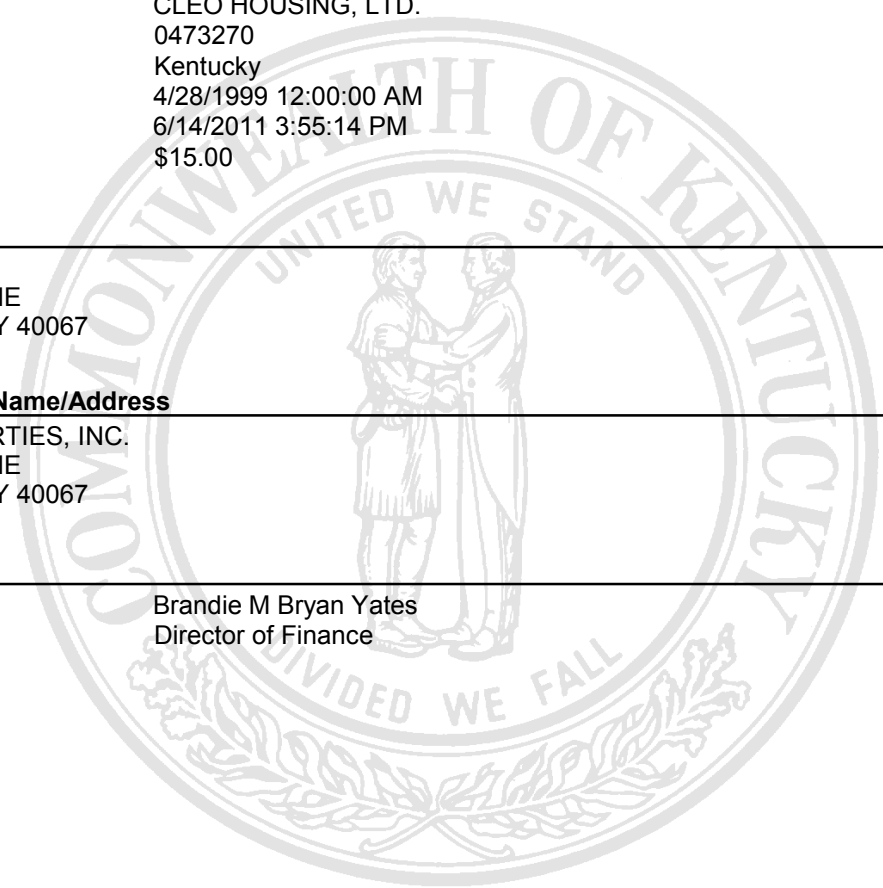 CLEO HOUSING, LTD.
0473270
Kentucky
4/28/1999 12:00:00 AM
6/14/2011 3:55:14 PM
$15.00
NE
Y 40067
Name/Address
RTIES, INC.
NE
Y 40067
Brandie M Bryan Yates
Director of Finance
COMMONWEALTH OF KENTUCKY
UNITED WE STAND
DIVIDED WE FALL